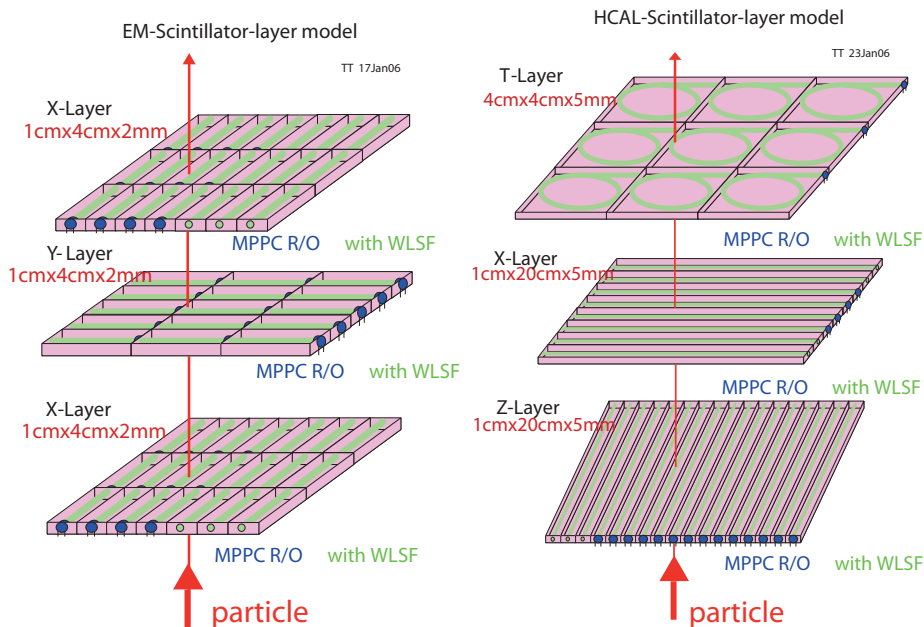 EM-Scintillator-layer model
TT 17Jan06
X-Layer
1cmx4cmx2mm
MPPC R/O with WLSF
Y-Layer
1cmx4cmx2mm
MPPC R/O with WLSF
X-Layer
1cmx4cmx2mm
MPPC R/O with WLSF
particle
HCAL-Scintillator-layer model
TT 23Jan06
T-Layer
4cmx4cmx5mm
MPPC R/O with WLSF
X-Layer
1cmx20cmx5mm
MPPC R/O with WLSF
Z-Layer
1cmx20cmx5mm
MPPC R/O with WLSF
particle